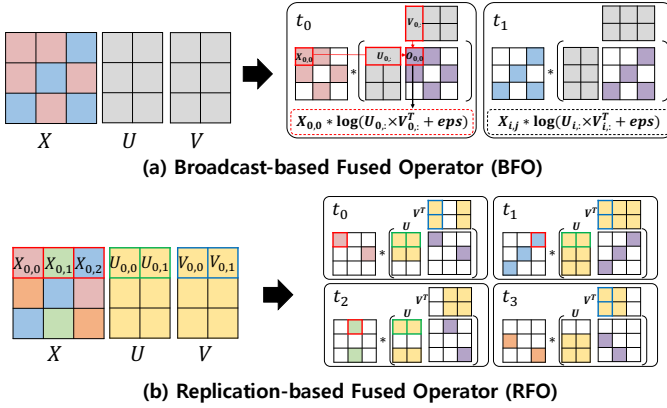 t₀
V₀,:
X₀,₀
*
U₀,:
O₀,₀
X₀,₀ * log(U₀,: × V₀,:ᵀ + eps)
t₁
*
Xᵢ,ⱼ * log(Uᵢ,: × Vᵢ,:ᵀ + eps)
X U V
(a) Broadcast-based Fused Operator (BFO)
X₀,₀ X₀,₁ X₀,₂ U₀,₀ U₀,₁ V₀,₀ V₀,₁
X U V
t₀
Vᵀ
U
*
t₁
Vᵀ
U
*
t₂
Vᵀ
U
*
t₃
Vᵀ
U
*
(b) Replication-based Fused Operator (RFO)